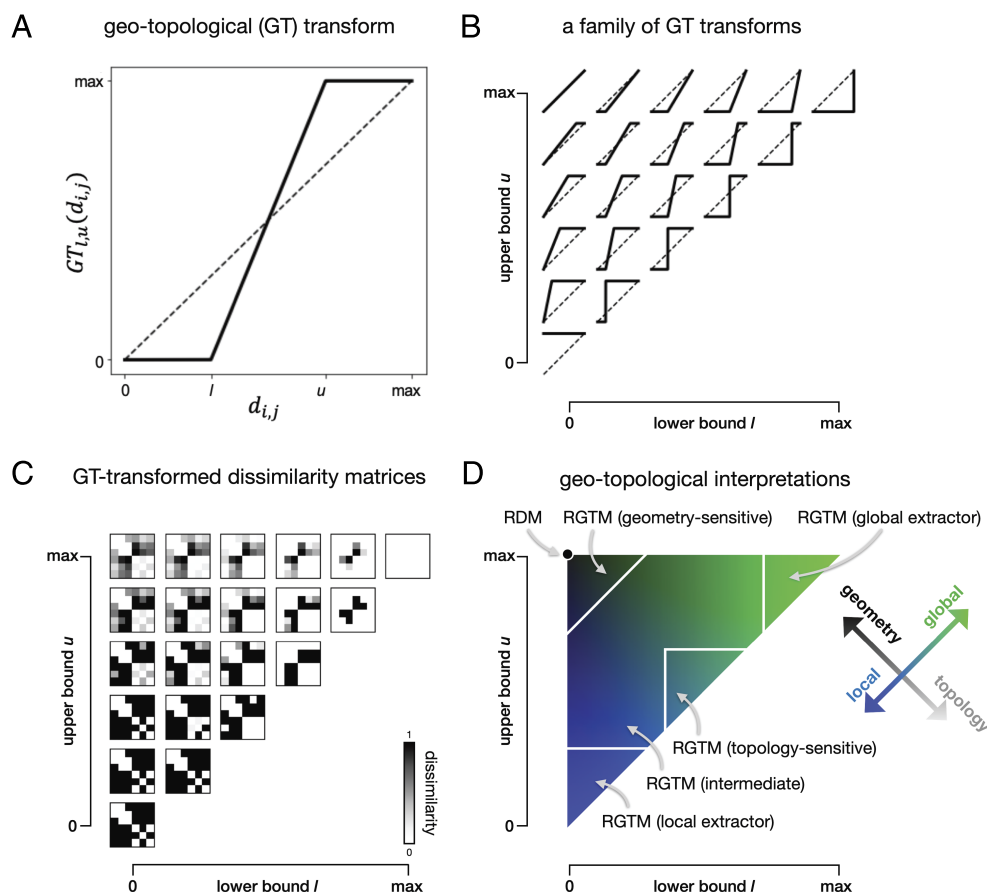 A
geo-topological (GT) transform
max
GT_{l,u}(d_{i,j})
0
0 l u max
d_{i,j}
B
a family of GT transforms
max
upper bound u
0
0 lower bound l max
C
GT-transformed dissimilarity matrices
max
upper bound u
0
1
dissimilarity
0
0 lower bound l max
D
geo-topological interpretations
RDM RGTM (geometry-sensitive) RGTM (global extractor)
max
upper bound u
0
geometry
global
local
topology
RGTM (topology-sensitive)
RGTM (intermediate)
RGTM (local extractor)
0 lower bound l max